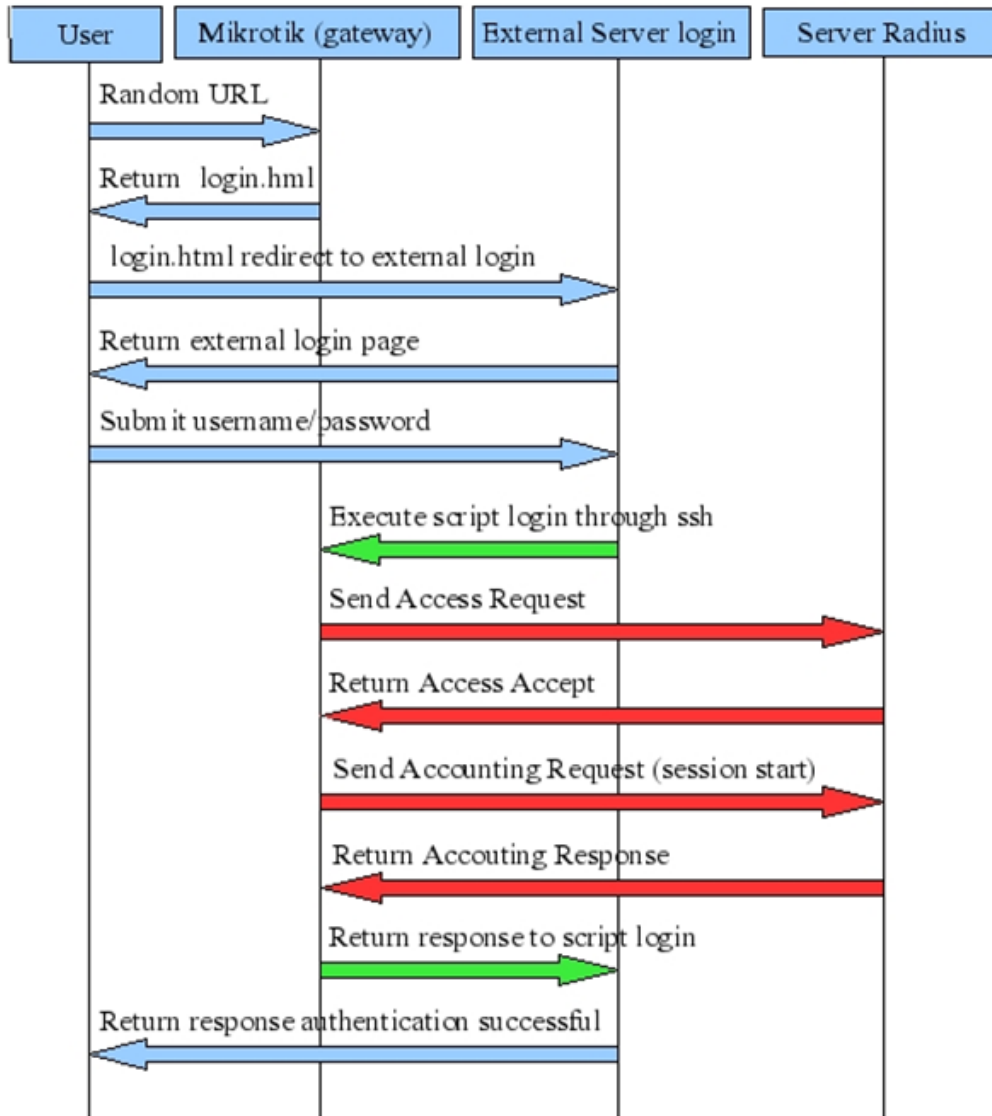 User
Mikrotik (gateway)
External Server login
Server Radius
Random URL
Return login.hml
login.html redirect to external login
Return external login page
Submit username/password
Execute script login through ssh
Send Access Request
Return Access Accept
Send Accounting Request (session start)
Return Accouting Response
Return response to script login
Return response authentication successful